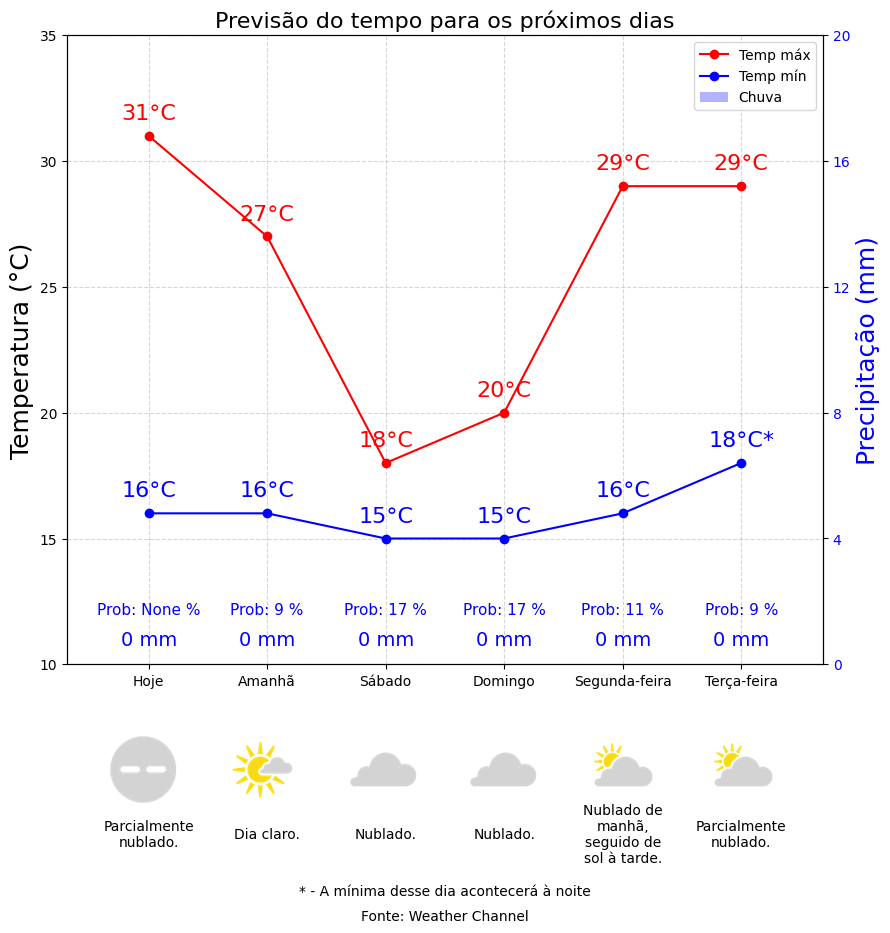 Previsão do tempo para os próximos dias
Temp máx
Temp mín
Chuva
Temperatura (°C)
Precipitação (mm)
35
30
25
20
15
10
20
16
12
8
4
0
31°C
27°C
18°C
20°C
29°C
29°C
16°C
16°C
15°C
15°C
16°C
18°C*
Prob: None %
Prob: 9 %
Prob: 17 %
Prob: 17 %
Prob: 11 %
Prob: 9 %
0 mm
0 mm
0 mm
0 mm
0 mm
0 mm
Hoje
Amanhã
Sábado
Domingo
Segunda-feira
Terça-feira
Parcialmente
nublado.
Dia claro.
Nublado.
Nublado.
Nublado de
manhã,
seguido de
sol à tarde.
Parcialmente
nublado.
* - A mínima desse dia acontecerá à noite
Fonte: Weather Channel